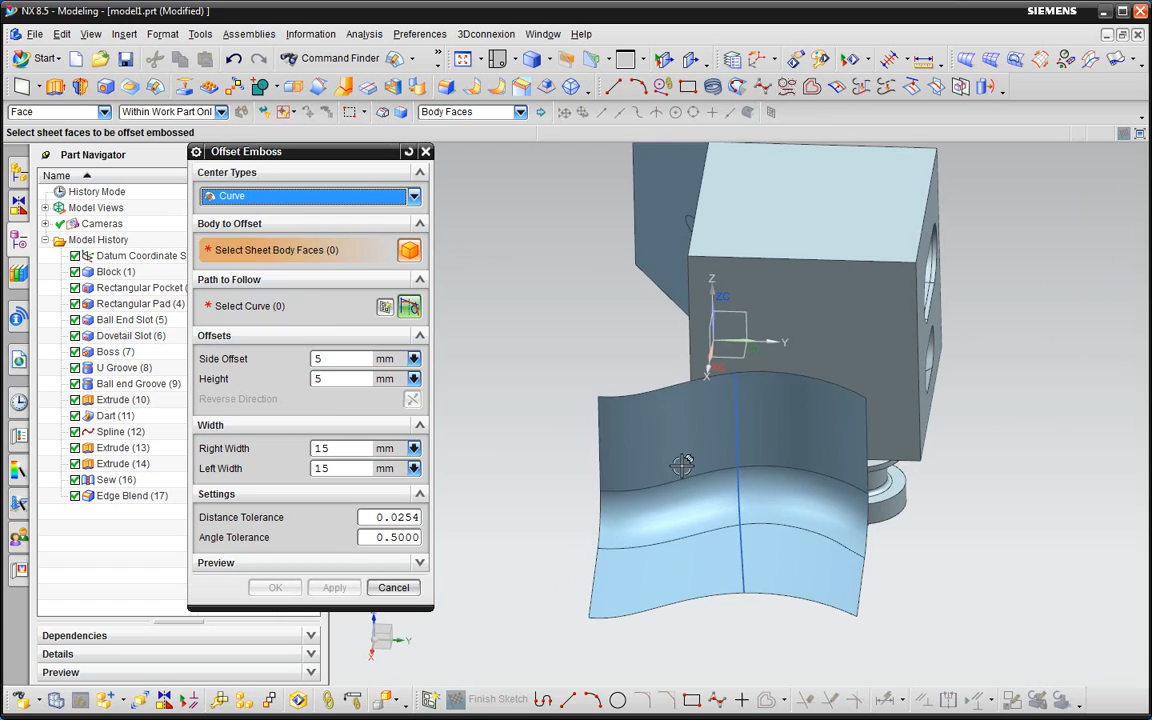 NX 8.5 - Modeling - [model1.prt (Modified) ]
SIEMENS
File Edit View Insert Format Tools Assemblies Information Analysis Preferences 3Dconnexion Window Help
Start
Command Finder
Face
Within Work Part Onl
Body Faces
Select sheet faces to be offset embossed
Part Navigator
Name
History Mode
Model Views
Cameras
Model History
Datum Coordinate S
Block (1)
Rectangular Pocket (
Rectangular Pad (4)
Ball End Slot (5)
Dovetail Slot (6)
Boss (7)
U Groove (8)
Ball end Groove (9)
Extrude (10)
Dart (11)
Spline (12)
Extrude (13)
Extrude (14)
Sew (16)
Edge Blend (17)
Dependencies
Details
Preview
Offset Emboss
Center Types
Curve
Body to Offset
* Select Sheet Body Faces (0)
Path to Follow
* Select Curve (0)
Offsets
Side Offset 5 mm
Height 5 mm
Reverse Direction
Width
Right Width 15 mm
Left Width 15 mm
Settings
Distance Tolerance 0.0254
Angle Tolerance 0.5000
Preview
OK Apply Cancel
Z
ZC
Y
X
Y
X
Finish Sketch